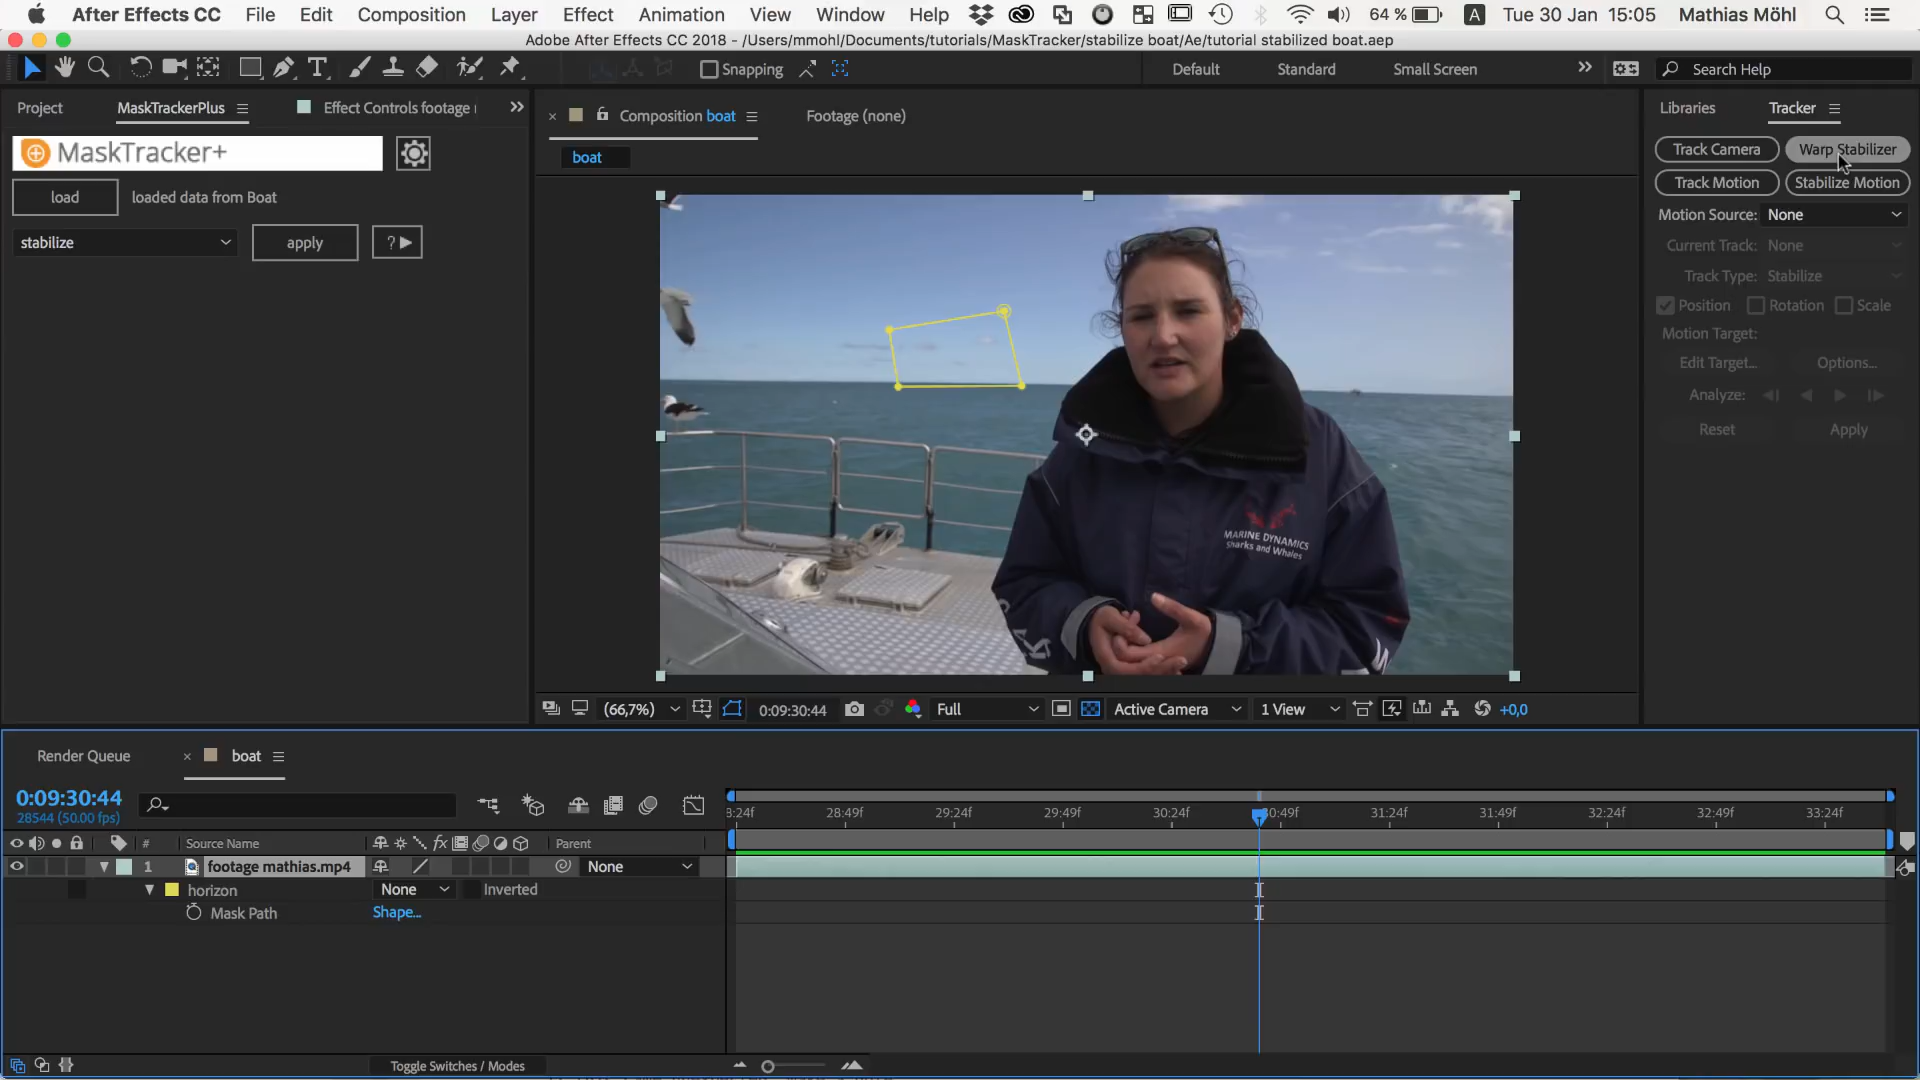 After Effects CC File Edit Composition Layer Effect Animation View Window Help 64 % A Tue 30 Jan 15:05 Mathias Möhl
Adobe After Effects CC 2018 - /Users/mmohl/Documents/tutorials/MaskTracker/stabilize boat/Ae/tutorial stabilized boat.aep
Snapping Default Standard Small Screen Search Help
Project MaskTrackerPlus Effect Controls footage
Composition boat Footage (none)
Libraries Tracker
MaskTracker+
boat
Track Camera Warp Stabilizer
Track Motion Stabilize Motion
load loaded data from Boat
Motion Source: None
stabilize apply ?
Current Track: None
Track Type: Stabilize
Position Rotation Scale
Motion Target:
Edit Target... Options...
Analyze:
Reset Apply
MARINE DYNAMICS
Sharks and Whales
(66,7%) 0:09:30:44 Full Active Camera 1 View +0,0
Render Queue boat
0:09:30:44
28544 (50.00 fps)
8:24f 28:49f 29:24f 29:49f 30:24f 30:49f 31:24f 31:49f 32:24f 32:49f 33:24f
# Source Name fx Parent
1 footage mathias.mp4 None
horizon None Inverted
Mask Path Shape...
Toggle Switches / Modes